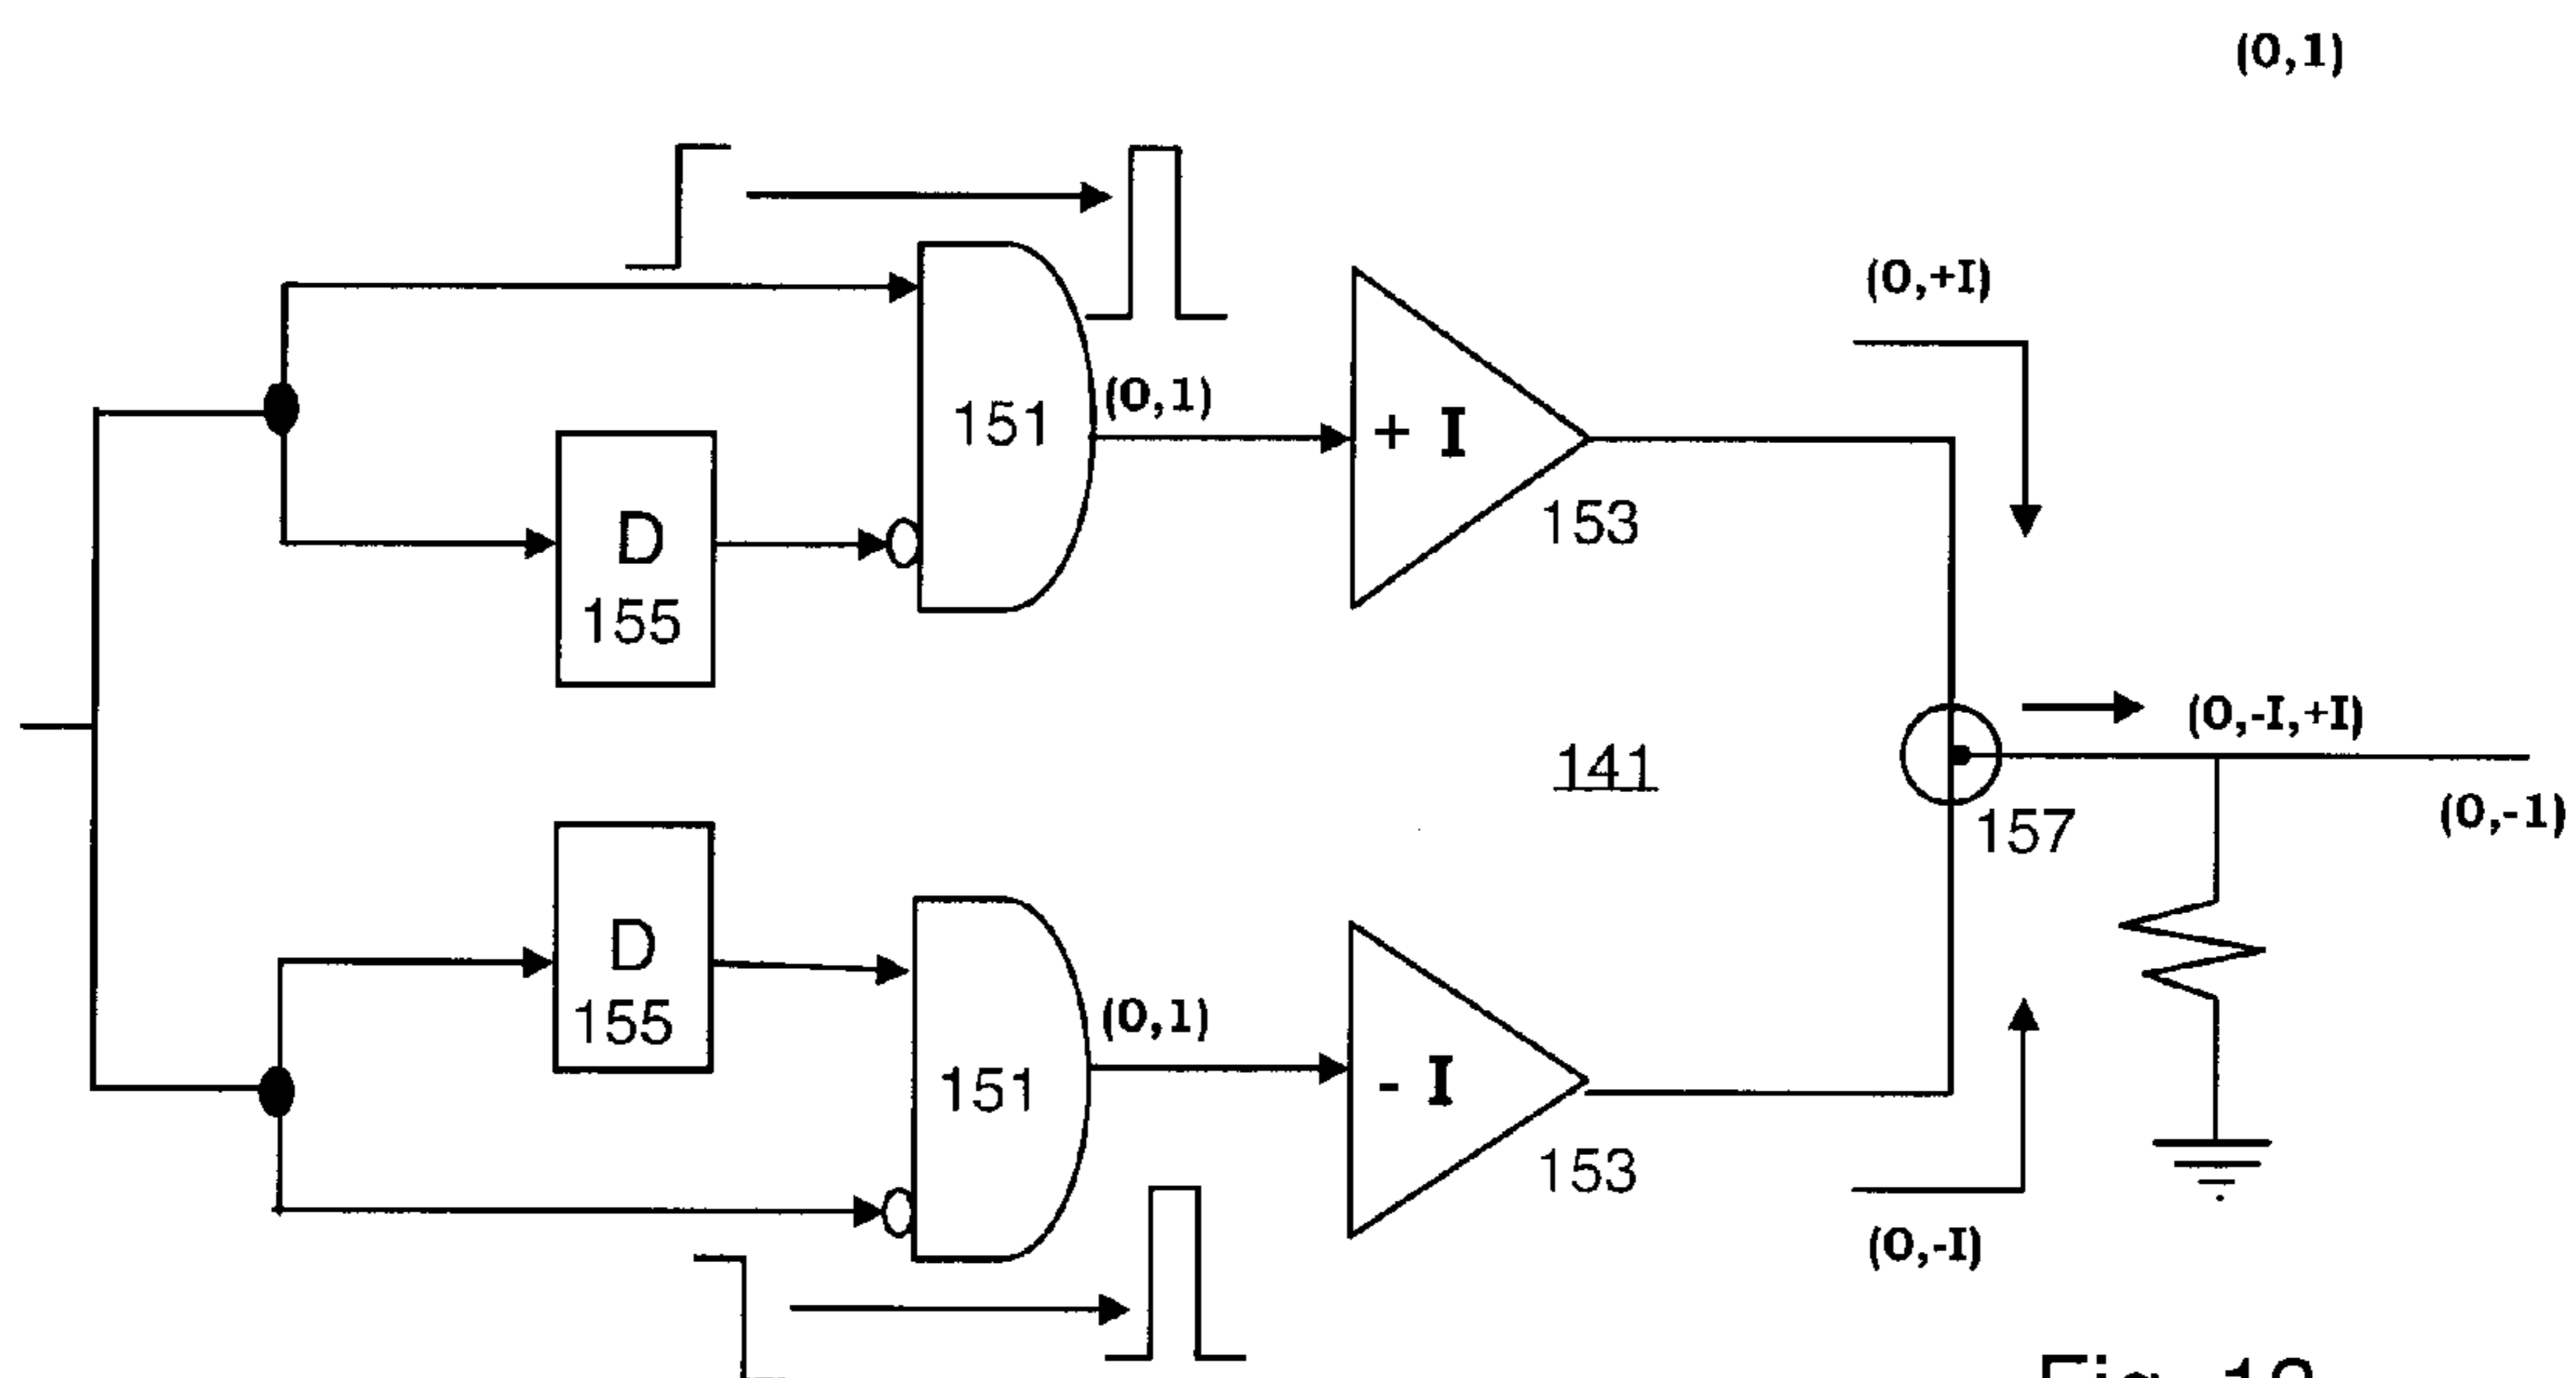 (0,1)
(0,+I)
151
(0,1)
+ I
153
D
155
(0,-I,+I)
141
157
(0,-1)
D
155
151
(0,1)
- I
153
(0,-I)